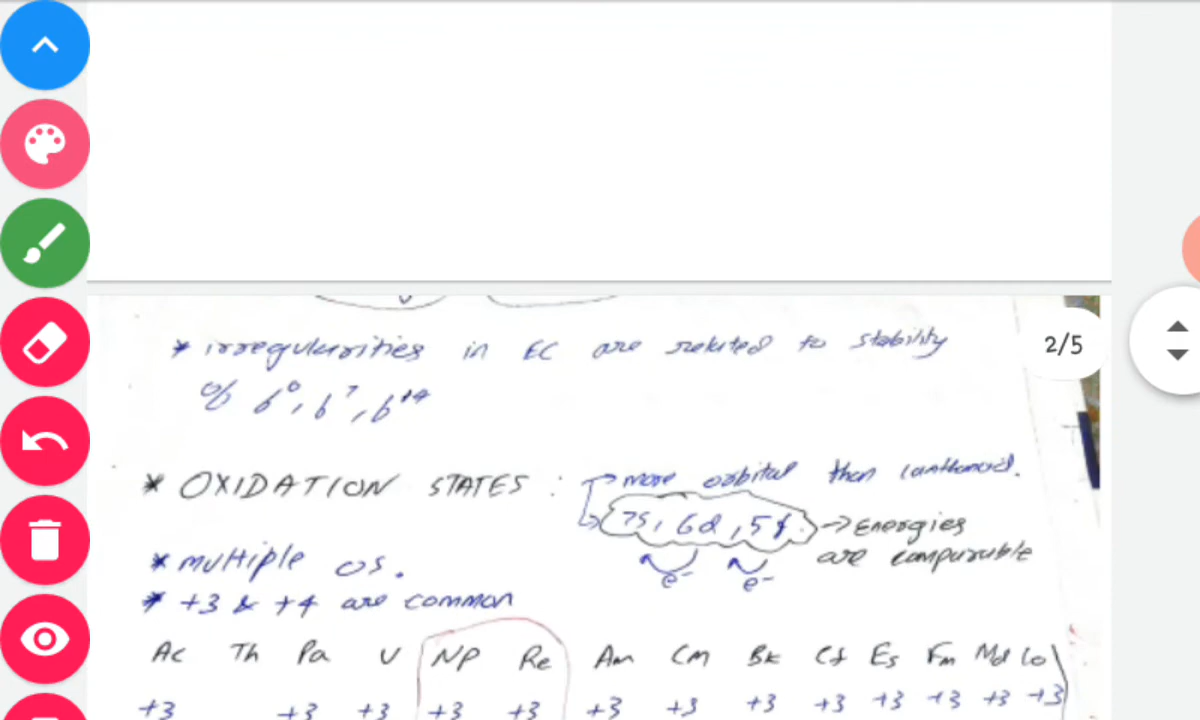 * irregularities in EC are related to stability
of f⁰, f⁷, f¹⁴
2/5
* OXIDATION STATES :
more orbital than lanthanoid.
7s, 6d, 5f → Energies
are comparable
e⁻ e⁻
* multiple os.
* +3 & +4 are common
Ac Th Pa U NP Re Am Cm Bk Cf Es Fm Md
+3 +3 +3 +3 +3 +3 +3 +3 +3 +3 +3 +3 +3